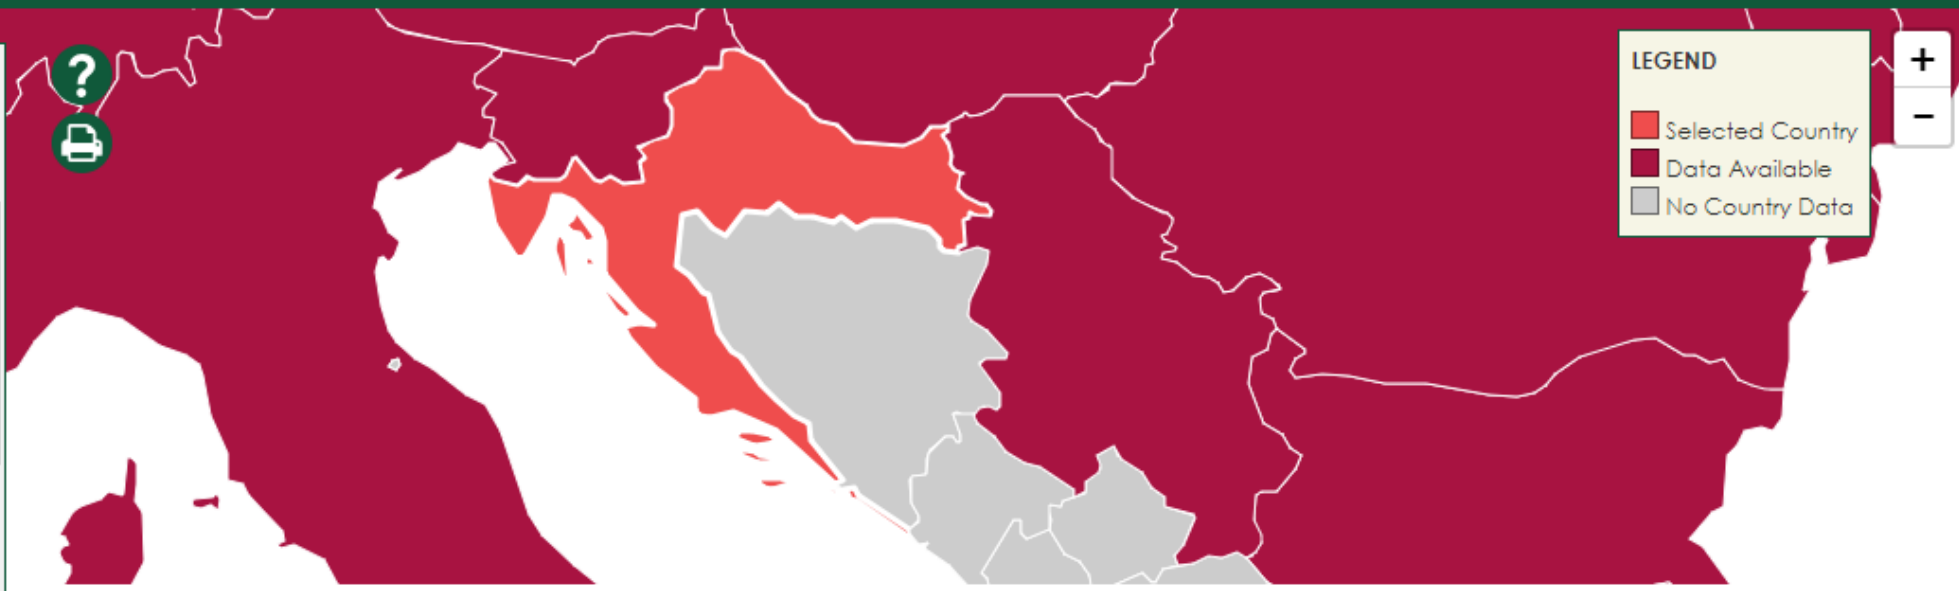 ?
LEGEND
+
Selected Country
−
Data Available
No Country Data